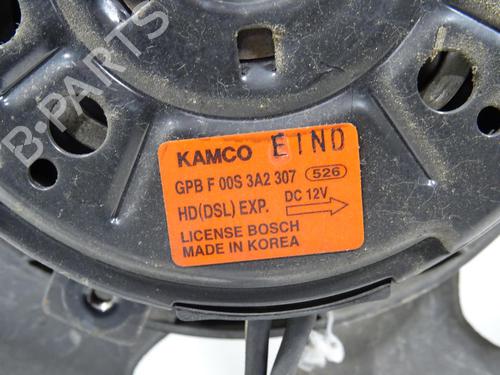 B-PARTS
KAMCO EIND
GPB F 00S 3A2 307 526
HD(DSL) EXP. DC 12V
LICENSE BOSCH
MADE IN KOREA